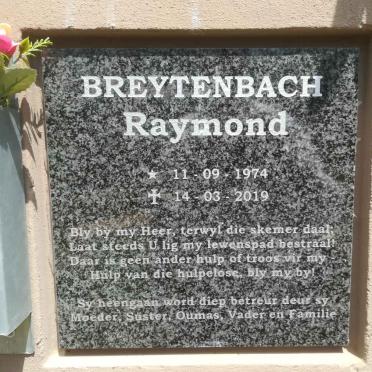 BREYTENBACH
Raymond
★ 11 - 09 - 1974
✝ 14 - 03 - 2019
Bly by my Heer, terwyl die skemer daal;
Laat steeds U lig my lewenspad bestraal!
Daar is geen ander hulp of troos vir my -
Hulp van die hulpelose, bly my by!
Sy heengaan word diep betreur deur sy
Moeder, Suster, Oumas, Vader en Familie